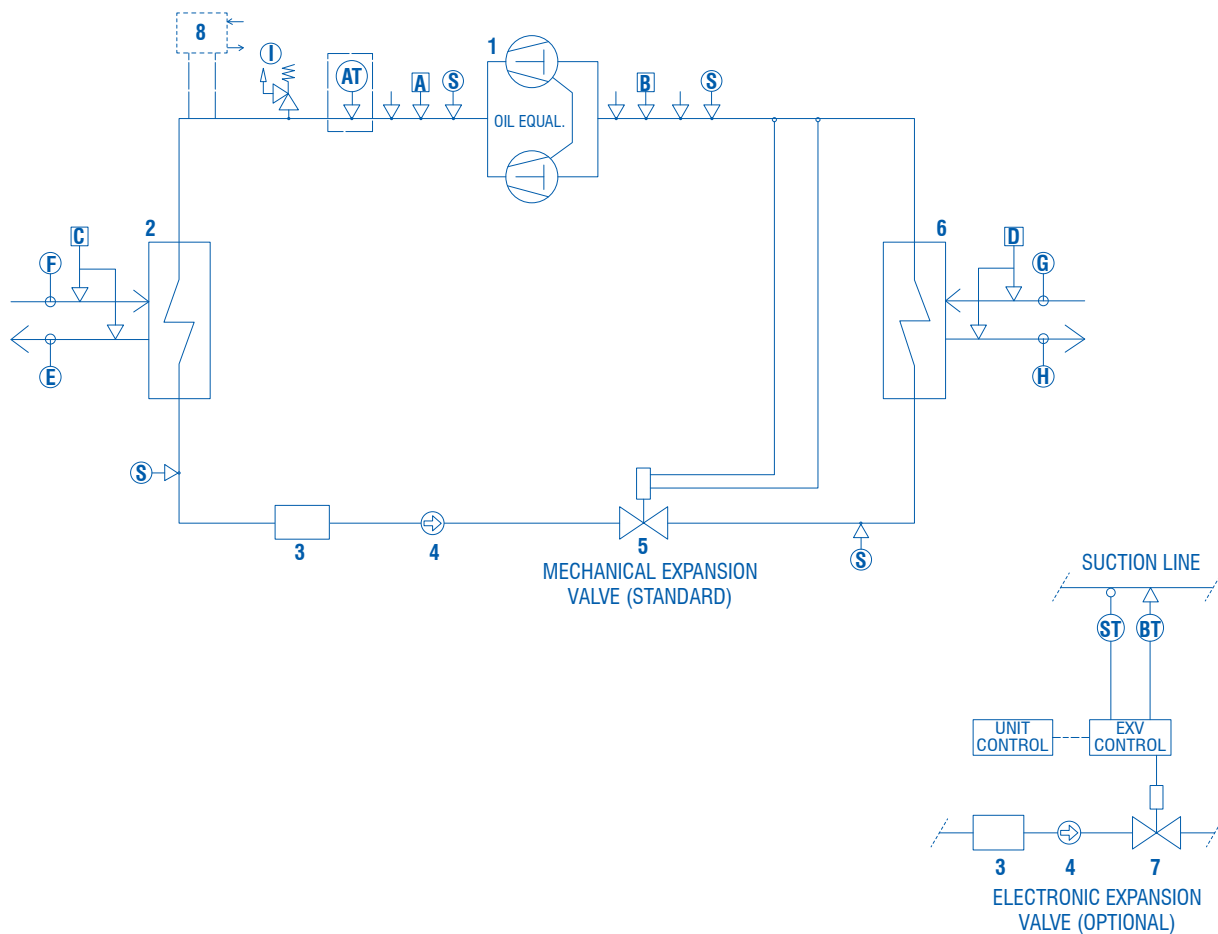 8
I
AT
A
S
1
B
S
OIL EQUAL.
C
2
6
D
F
G
E
H
S
3
4
5
MECHANICAL EXPANSION
VALVE (STANDARD)
S
SUCTION LINE
ST
BT
UNIT
CONTROL
EXV
CONTROL
3
4
7
ELECTRONIC EXPANSION
VALVE (OPTIONAL)